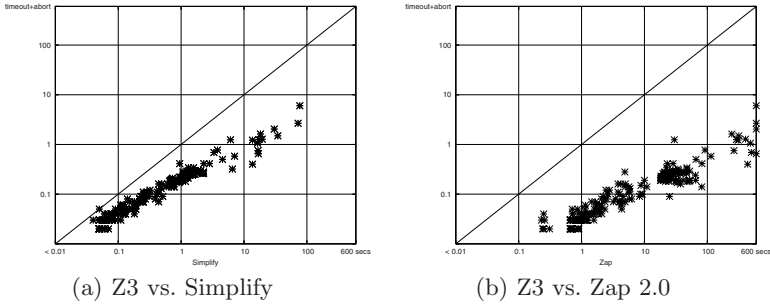 timeout+abort
100
10
1
0.1
< 0.01
0.1
1
10
100
600 secs
Simplify
(a) Z3 vs. Simplify
timeout+abort
100
10
1
0.1
< 0.01
0.1
1
10
100
600 secs
Zap
(b) Z3 vs. Zap 2.0